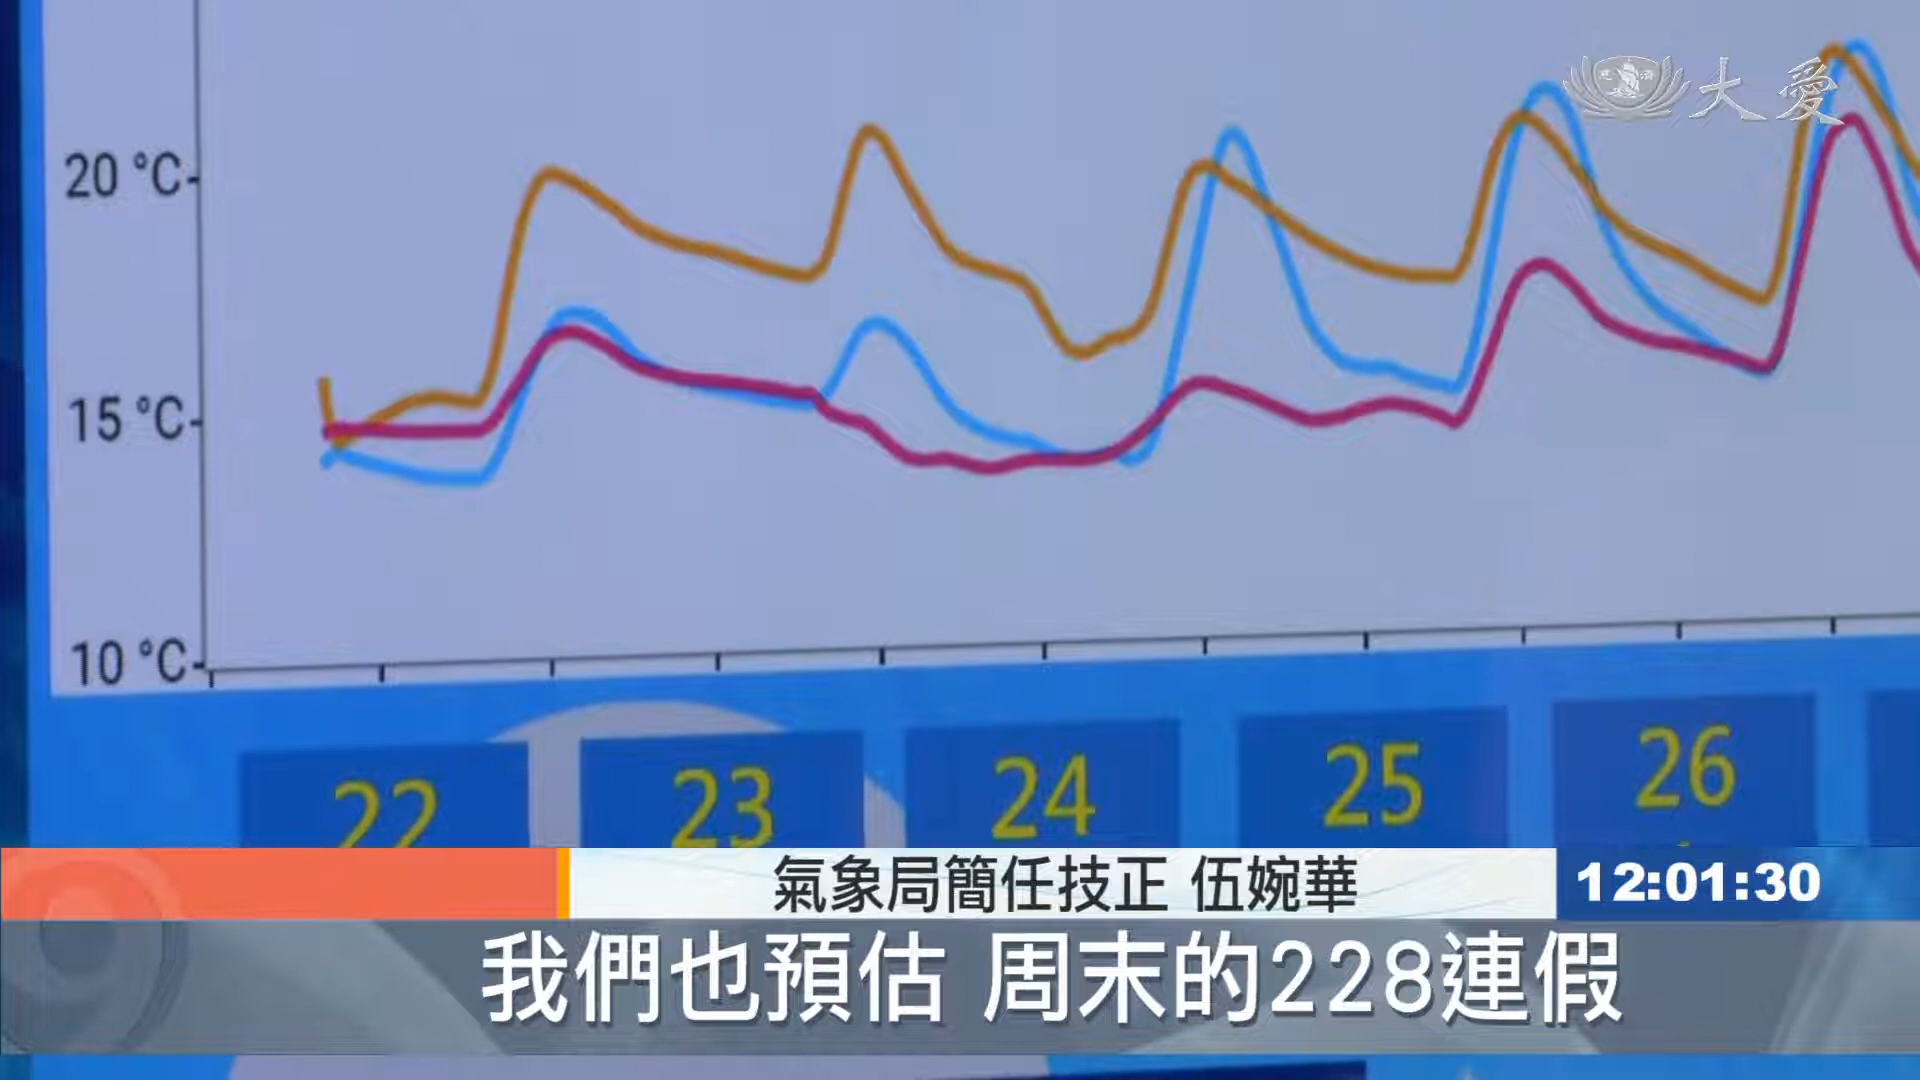 大愛
20 °C
15 °C
10 °C
22 23 24 25 26
氣象局簡任技正 伍婉華
12:01:30
我們也預估 周末的228連假